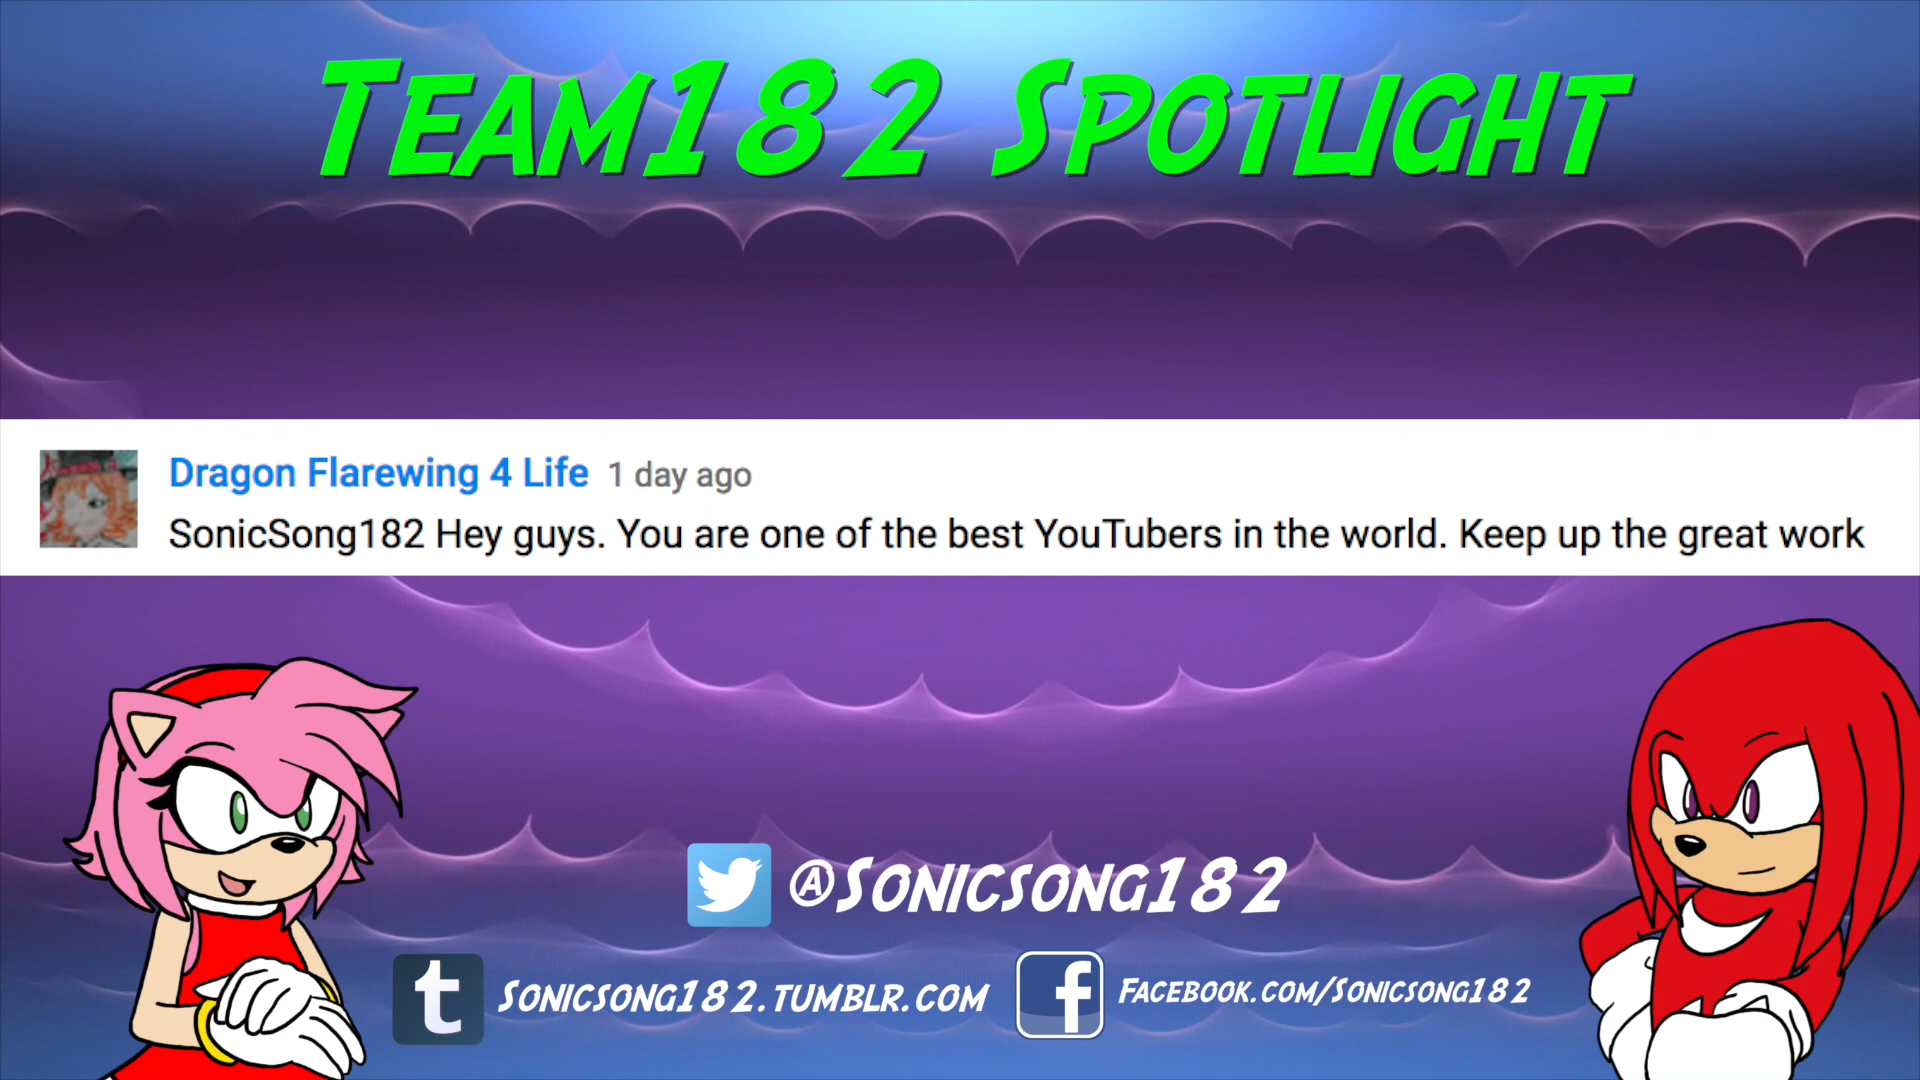 Team182 Spotlight
Dragon Flarewing 4 Life 1 day ago
SonicSong182 Hey guys. You are one of the best YouTubers in the world. Keep up the great work
@Sonicsong182
t Sonicsong182.tumblr.com f Facebook.com/Sonicsong182